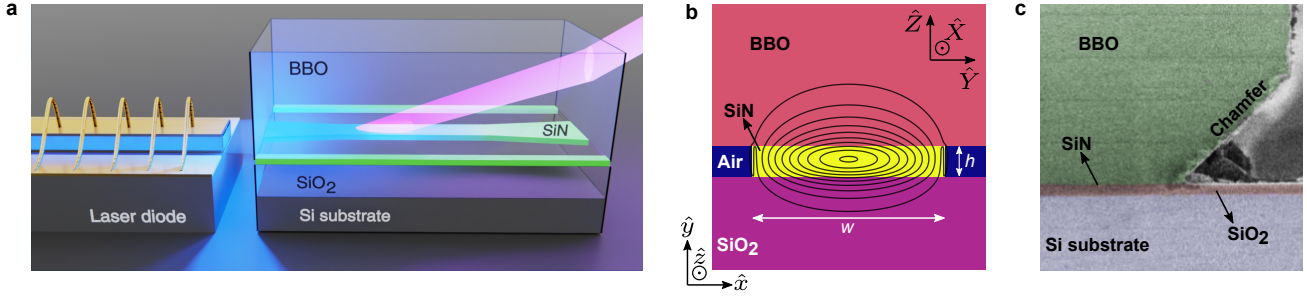 a
BBO
SiN
SiO₂
Si substrate
Laser diode
b
BBO
Ẑ
X̂
Ŷ
SiN
Air
h
w
SiO₂
ŷ
ẑ
x̂
c
BBO
Chamfer
SiN
SiO₂
Si substrate